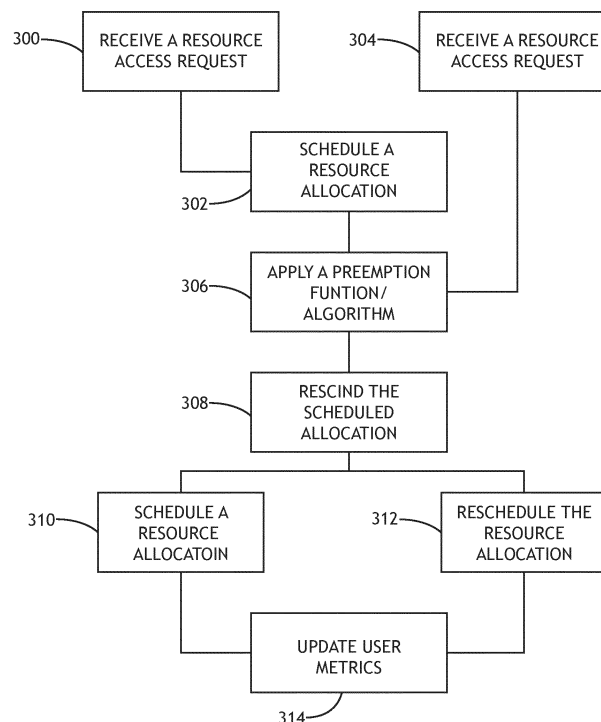 300
RECEIVE A RESOURCE
ACCESS REQUEST
304
RECEIVE A RESOURCE
ACCESS REQUEST
SCHEDULE A
RESOURCE
ALLOCATION
302
APPLY A PREEMPTION
FUNTION/
ALGORITHM
306
RESCIND THE
SCHEDULED
ALLOCATION
308
310
SCHEDULE A
RESOURCE
ALLOCATOIN
312
RESCHEDULE THE
RESOURCE
ALLOCATION
UPDATE USER
METRICS
314